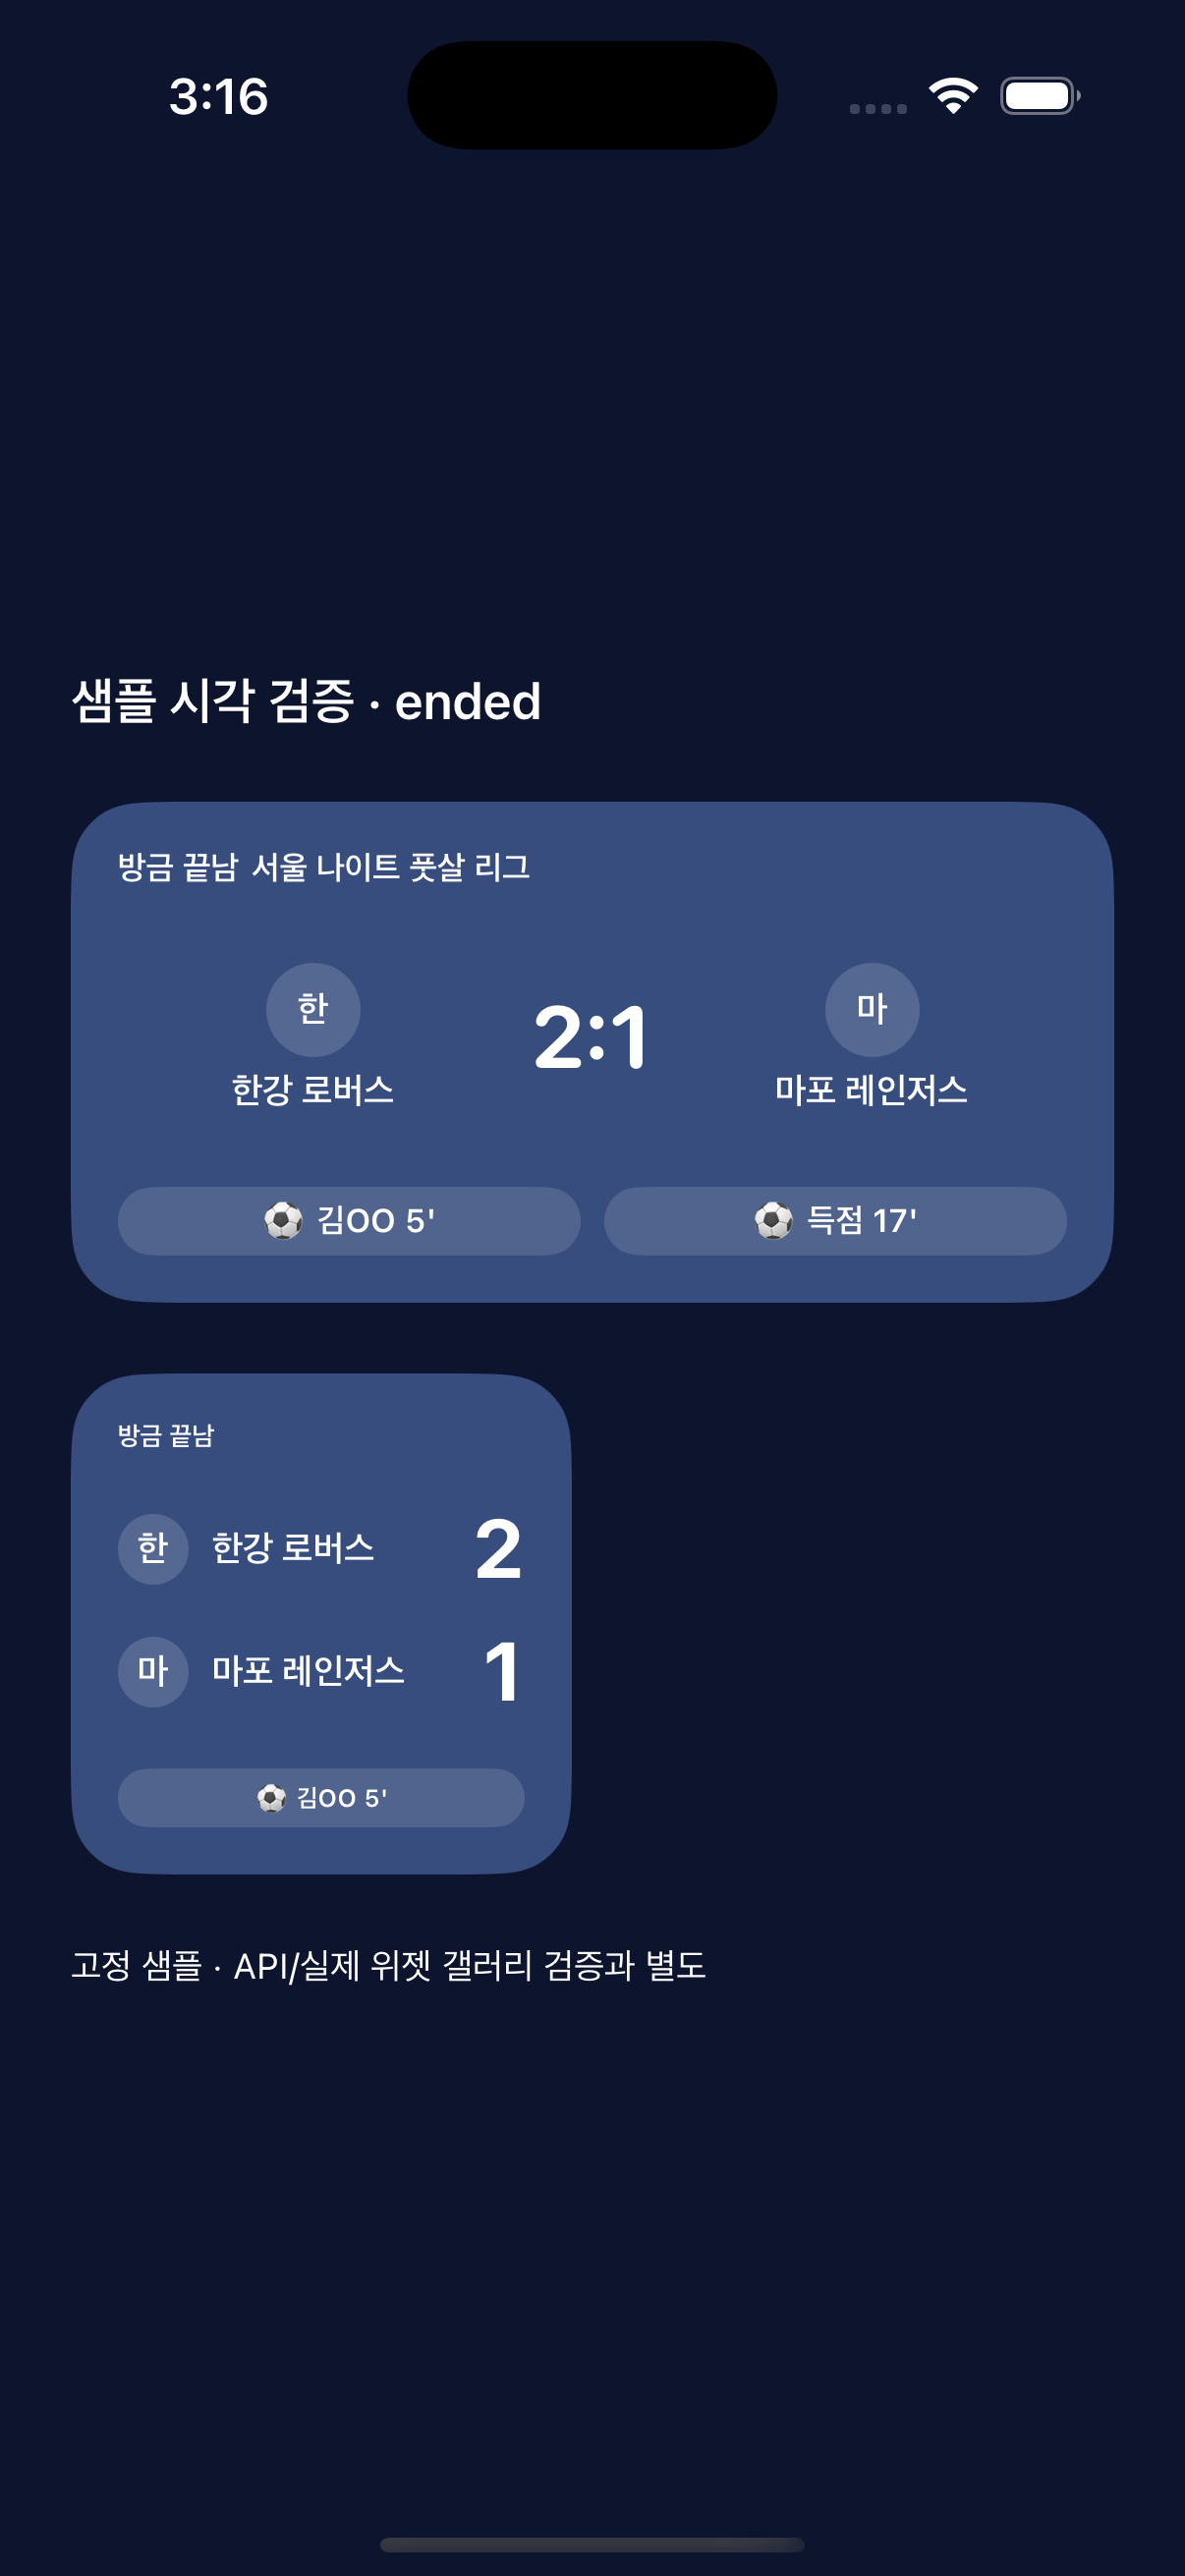 3:16
샘플 시각 검증 · ended
방금 끝남 서울 나이트 풋살 리그
한
2:1
마
한강 로버스
마포 레인저스
⚽ 김OO 5'
⚽ 득점 17'
방금 끝남
한 한강 로버스 2
마 마포 레인저스 1
⚽ 김OO 5'
고정 샘플 · API/실제 위젯 갤러리 검증과 별도